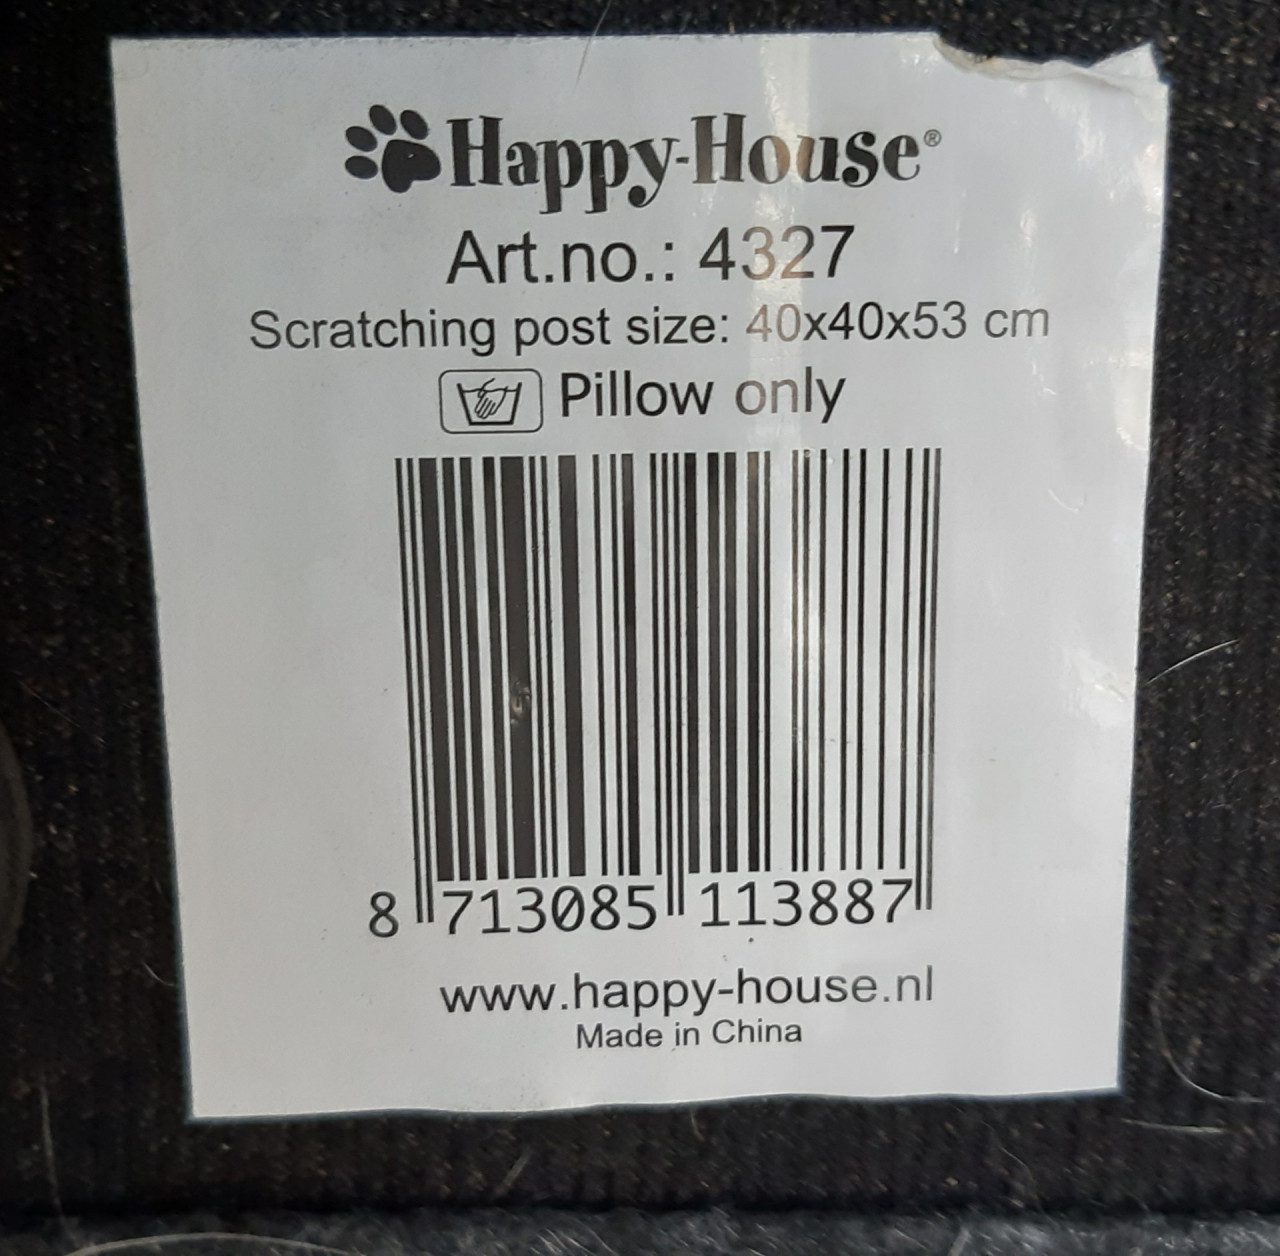 Happy-House®
Art.no.: 4327
Scratching post size: 40x40x53 cm
Pillow only
8 713085 113887
www.happy-house.nl
Made in China